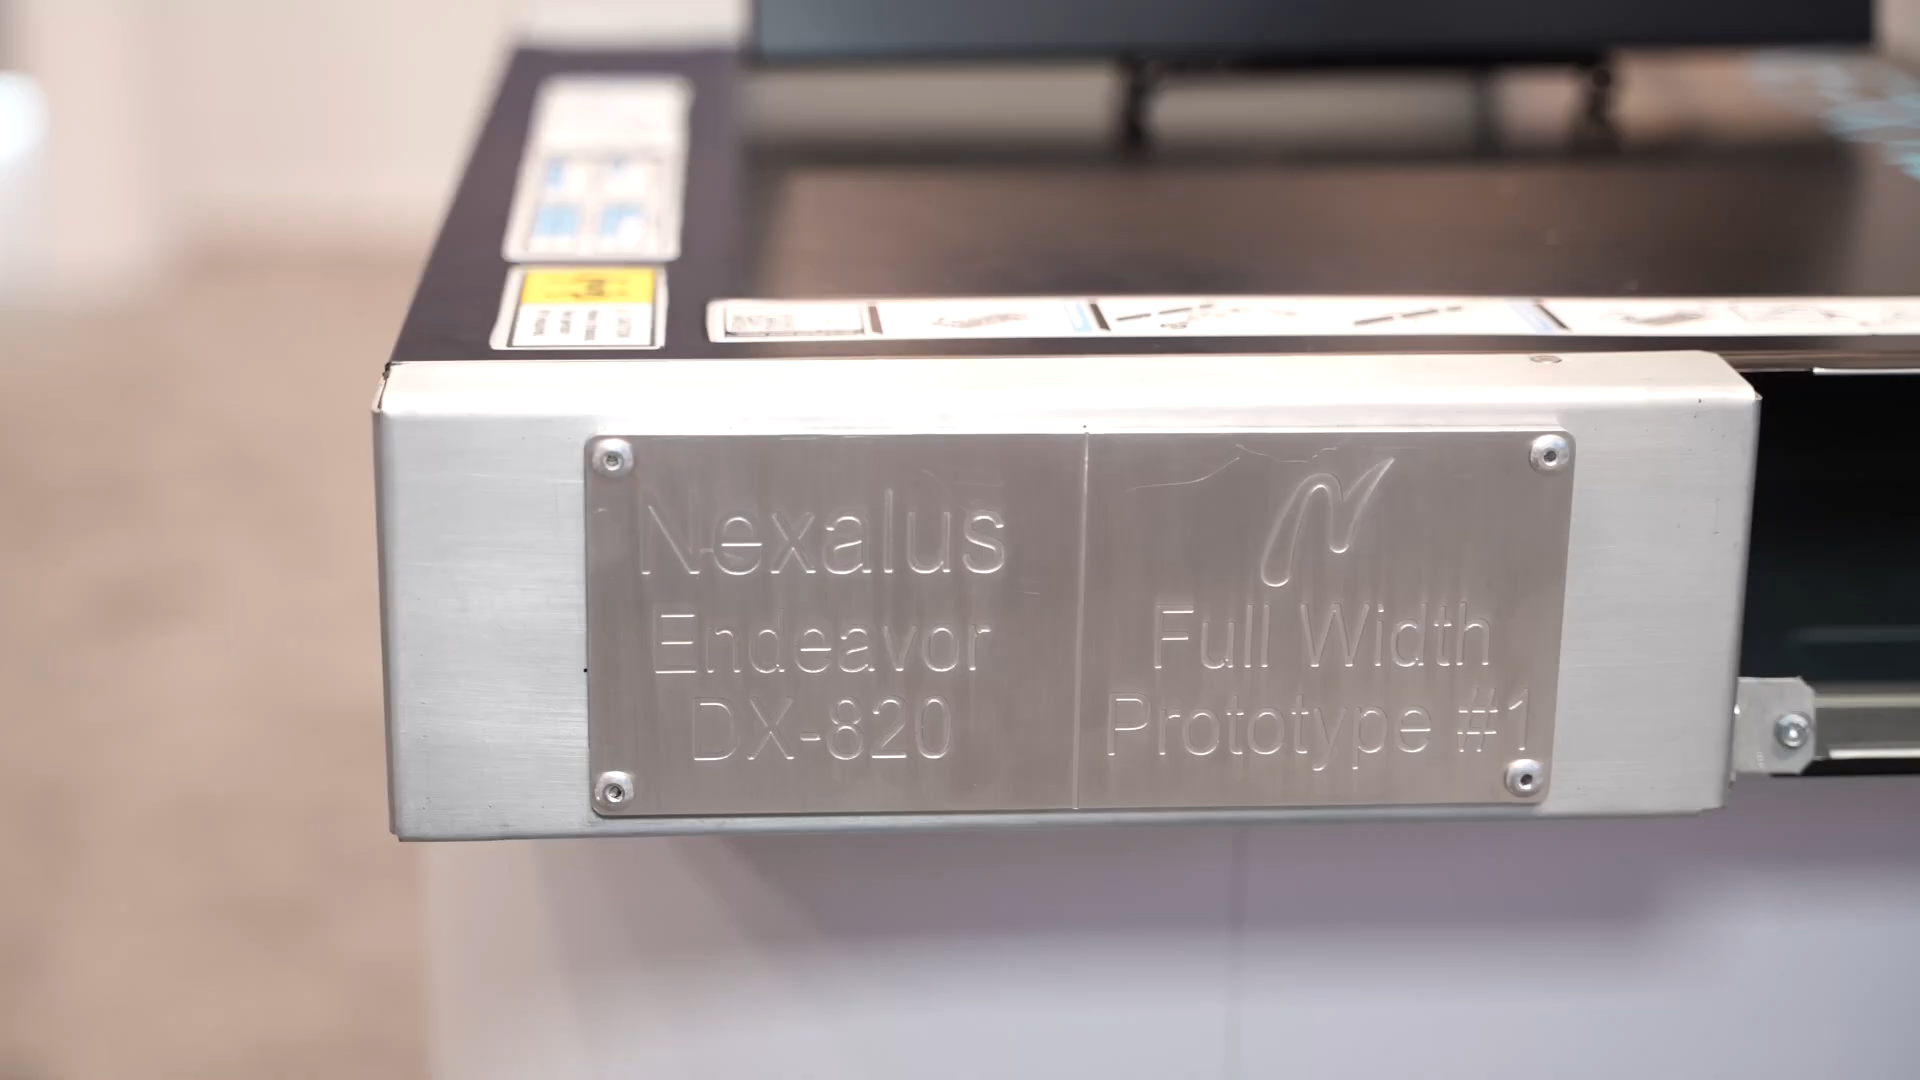 Nexalus
Endeavor
DX-820
Full Width
Prototype #1